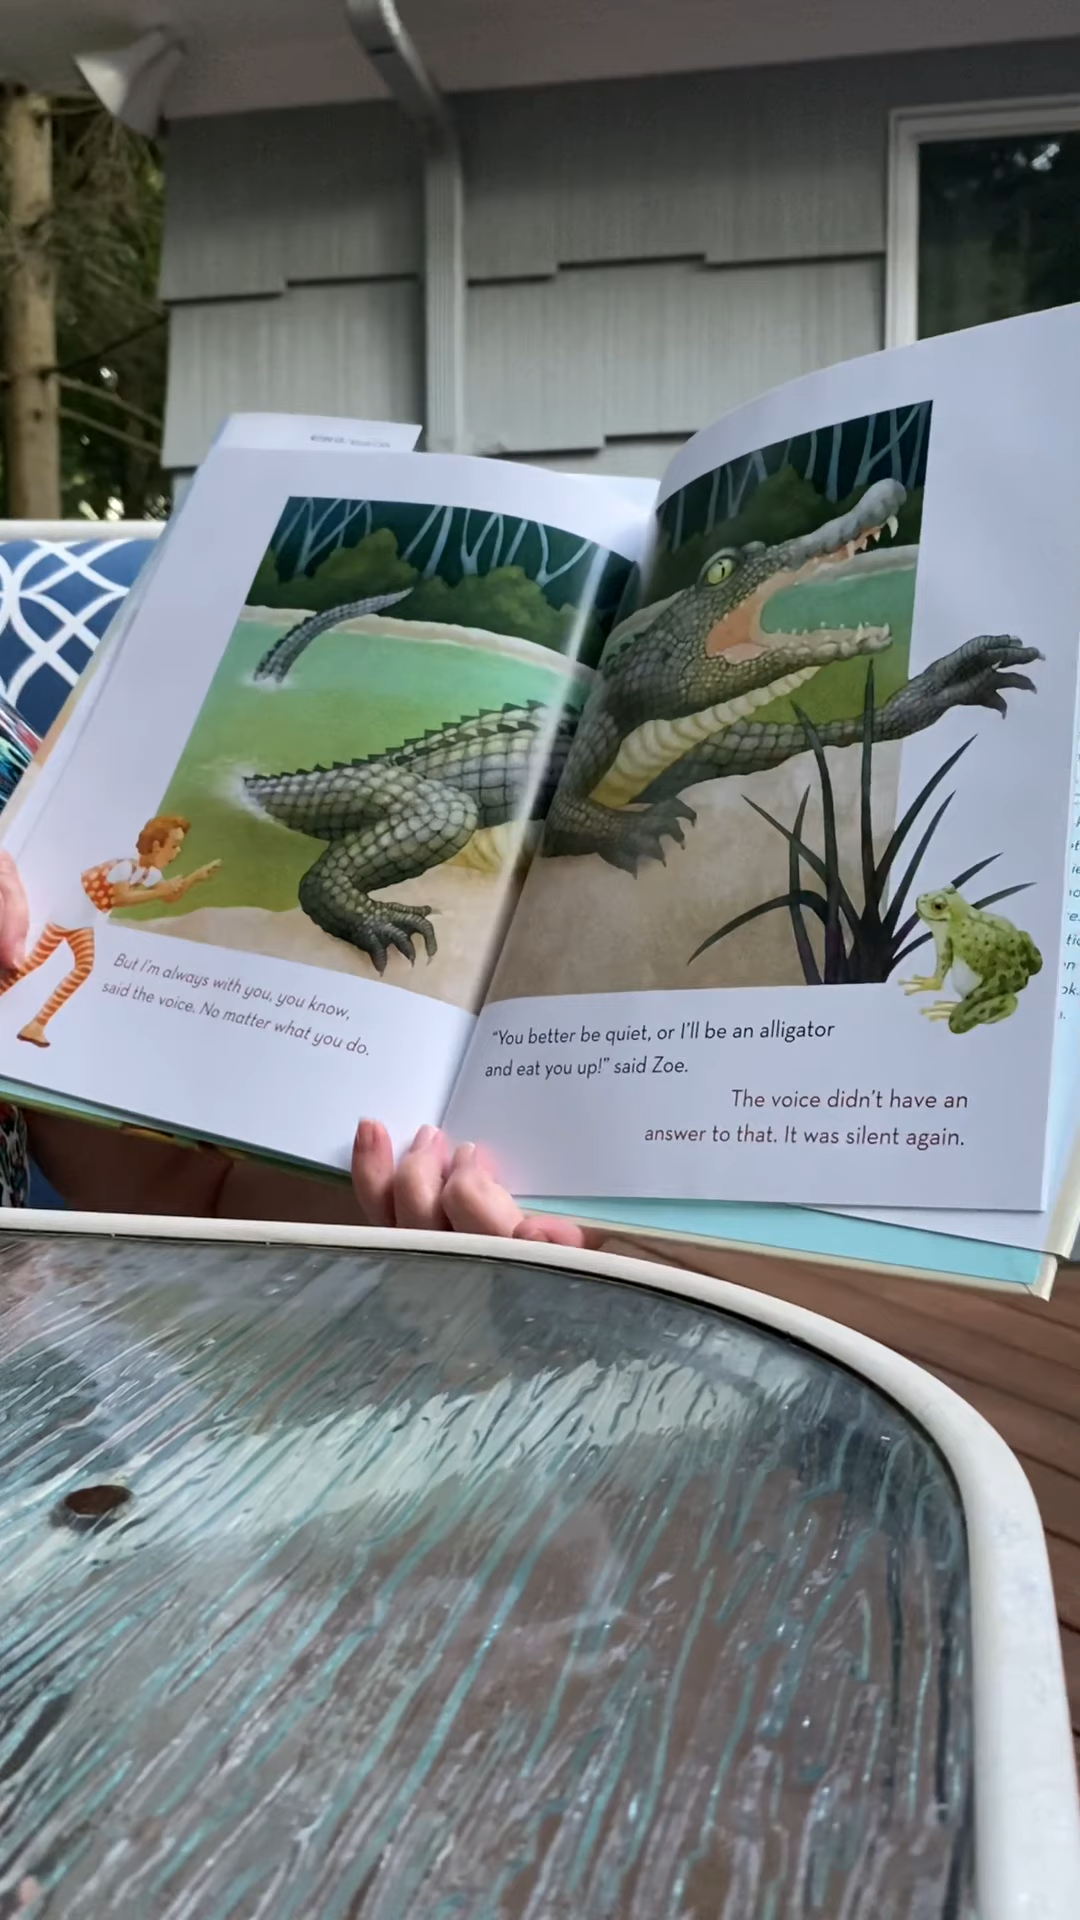 But I'm always with you, you know,
said the voice. No matter what you do.
"You better be quiet, or I'll be an alligator
and eat you up!" said Zoe.
The voice didn't have an
answer to that. It was silent again.